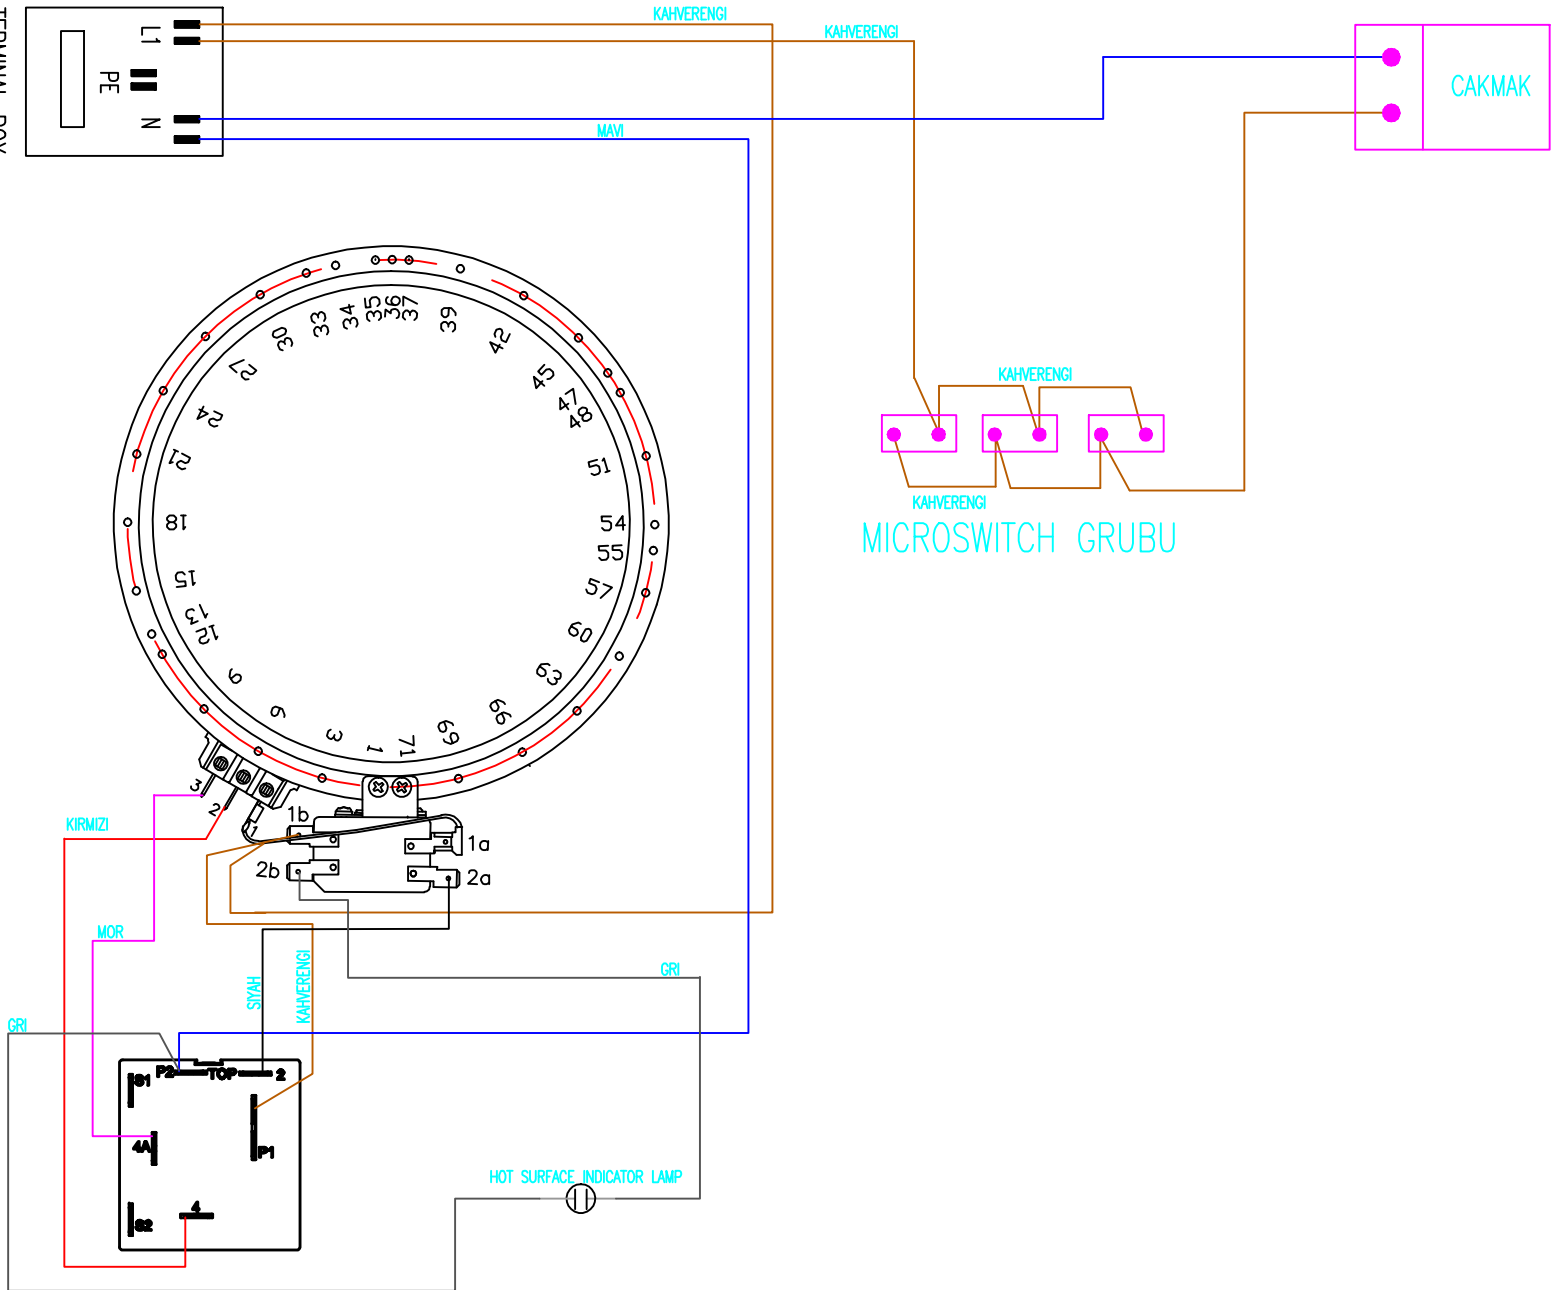 TERMINAL BOX
L1
PE
N
KAHVERENGI
KAHVERENGI
MAVI
CAKMAK
KAHVERENGI
KAHVERENGI
MICROSWITCH GRUBU
1
3
6
9
12
13
15
18
21
24
27
30
33
34
35
36
37
39
42
45
47
48
51
54
55
57
60
63
66
69
71
3
2
1
1b
2b
1a
2a
KIRMIZI
MOR
SIYAH
KAHVERENGI
GRI
GRI
P2
TOP
2
S1
4A
P1
4
S2
HOT SURFACE INDICATOR LAMP